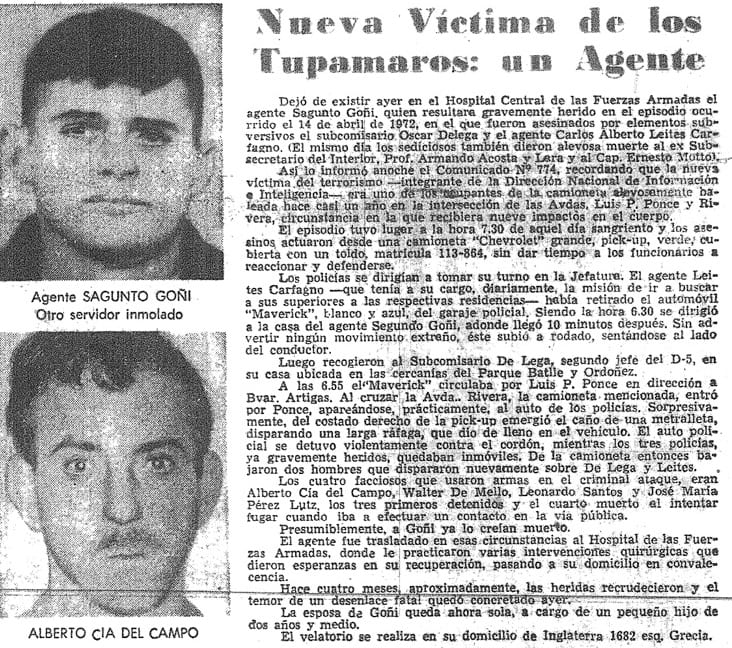 Nueva Víctima de los
Tupamaros: un Agente
Dejó de existir ayer en el Hospital Central de las Fuerzas Armadas el
agente Sagunto Goñi, quien resultara gravemente herido en el episodio ocu-
rrido el 14 de abril de 1972, en el que fueron asesinados por elementos sub-
versivos el subcomisario Oscar Delega y el agente Carlos Alberto Leites Car-
fagno. (El mismo día los sediciosos también dieron alevosa muerte al ex Sub-
secretario del Interior, Prof. Armando Acosta y Lara y al Cap. Ernesto Motto).
Así lo informó anoche el Comunicado Nº 774, recordando que la nueva
víctima del terrorismo —integrante de la Dirección Nacional de Información
e Inteligencia— era uno de los ocupantes de la camioneta alevosamente ba-
leada hace casi un año en la intersección de las Avdas. Luis P. Ponce y Ri-
vera, circunstancia en la que recibiera nueve impactos en el cuerpo.
El episodio tuvo lugar a la hora 7.30 de aquel día sangriento y los ase-
sinos actuaron desde una camioneta "Chevrolet" grande, pick-up, verde, cu-
bierta con un toldo, matrícula 113-864, sin dar tiempo a los funcionarios a
reaccionar y defenderse.
Los policías se dirigían a tomar su turno en la Jefatura. El agente Lei-
tes Carfagno —que tenía a su cargo, diariamente, la misión de ir a buscar
a sus superiores a las respectivas residencias— había retirado el automóvil
"Maverick", blanco y azul, del garaje policial. Siendo la hora 6.30 se dirigió
a la casa del agente Segundo Goñi, adonde llegó 10 minutos después. Sin ad-
vertir ningún movimiento extraño, éste subió a rodado, sentándose al lado
del conductor.
Luego recogieron al Subcomisario De Lega, segundo jefe del D-5, en
su casa ubicada en las cercanías del Parque Batlle y Ordoñez.
A las 6.55 el "Maverick" circulaba por Luis P. Ponce en dirección a
Bvar. Artigas. Al cruzar la Avda.. Rivera, la camioneta mencionada, entró
por Ponce, apareándose, prácticamente, al auto de los policías. Sorpresiva-
mente, del costado derecho de la pick-up emergió el caño de una metralleta,
disparando una larga ráfaga, que dio de lleno en el vehículo. El auto poli-
cial se detuvo violentamente contra el cordón, mientras los tres policías,
ya gravemente heridos, quedaban inmóviles. De la camioneta entonces ba-
jaron dos hombres que dispararon nuevamente sobre De Lega y Leites.
Los cuatro facciosos que usaron armas en el criminal ataque, eran
Alberto Cía del Campo, Walter De Mello, Leonardo Santos y José María
Pérez Lutz, los tres primeros detenidos y el cuarto muerto al intentar
fugar cuando iba a efectuar un contacto en la vía pública.
Presumiblemente, a Goñi ya lo creían muerto.
El agente fue trasladado en esas circunstancias al Hospital de las Fuer-
zas Armadas, donde le practicaron varias intervenciones quirúrgicas que
dieron esperanzas en su recuperación, pasando a su domicilio en convale-
cencia.
Hace cuatro meses, aproximadamente, las heridas recrudecieron y el
temor de un desenlace fatal quedó concretado ayer.
La esposa de Goñi queda ahora sola, a cargo de un pequeño hijo de
dos años y medio.
El velatorio se realiza en su domicilio de Inglaterra 1682 esq. Grecia.
Agente SAGUNTO GOÑI
Otro servidor inmolado
ALBERTO CIA DEL CAMPO